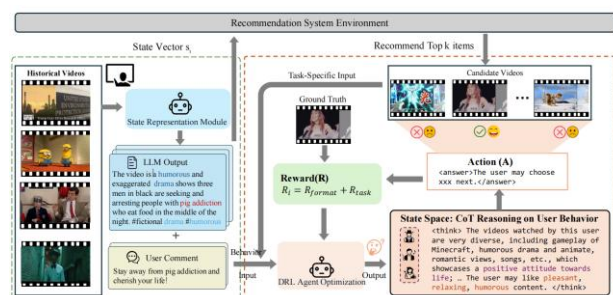 Recommendation System Environment
State Vector sᵢ
Recommend Top k items
Historical Videos
State Representation Module
LLM Output
The video is a humorous and
exaggerated drama shows three
men in black are seeking and
arresting people with pig addiction
who eat food in the middle of the
night. #fictional drama #humorous
+
User Comment
Stay away from pig addiction and
cherish your life!
Task-Specific Input
Ground Truth
Candidate Videos
Reward(R)
Rᵢ = R_format + R_task
Action (A)
<answer>The user may choose
xxx next.</answer>
Behavior
Input
DRL Agent Optimization
Output
State Space: CoT Reasoning on User Behavior
<think> The videos watched by this user
are very diverse, including gameplay of
Minecraft, humorous drama and animate,
romantic views, songs, etc., which
showcases a positive attitude towards
life; … The user may like pleasant,
relaxing, humorous content. </think>